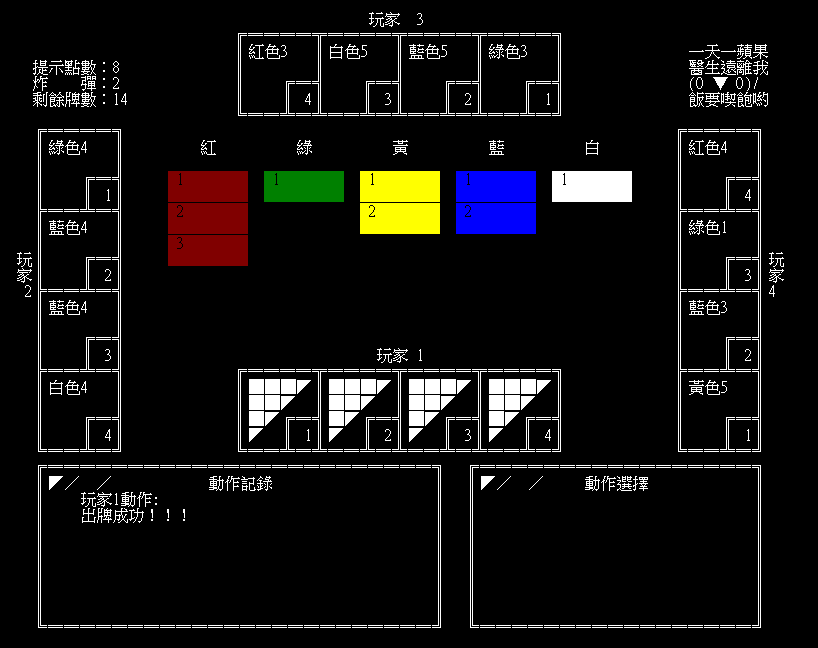 玩家 3
紅色3 白色5 藍色5 綠色3
4 3 2 1
提示點數：8
炸　　彈：2
剩餘牌數：14
一天一蘋果
醫生遠離我
(0 ▼ 0)/
飯要喫飽喲
紅 綠 黃 藍 白
1 1 1 1 1
2 2 2
3
玩家2
綠色4
1
藍色4
2
藍色4
3
白色4
4
玩家4
紅色4
4
綠色1
3
藍色3
2
黃色5
1
玩家 1
1 2 3 4
◤／ ／ 動作記錄
玩家1動作:
出牌成功！！！
◤／ ／ 動作選擇